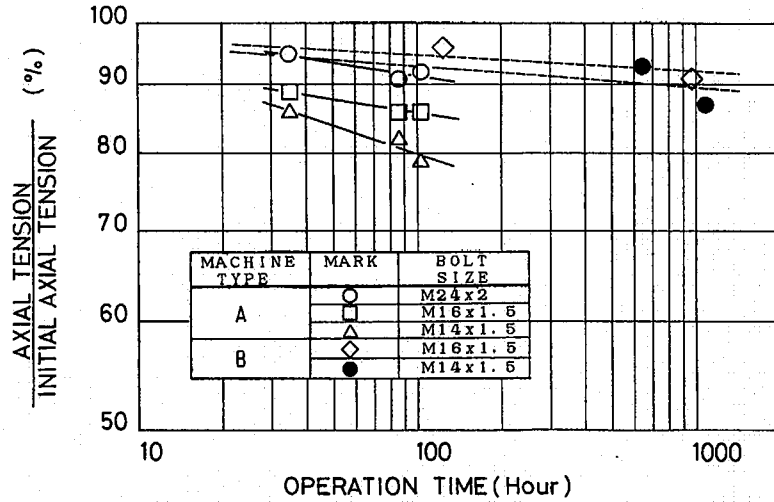 AXIAL TENSION
INITIAL AXIAL TENSION
(%)
100
90
80
70
60
50
MACHINE TYPE MARK BOLT SIZE
A M24x2
M16x1.5
M14x1.5
B M16x1.5
M14x1.5
10 100 1000
OPERATION TIME(Hour)